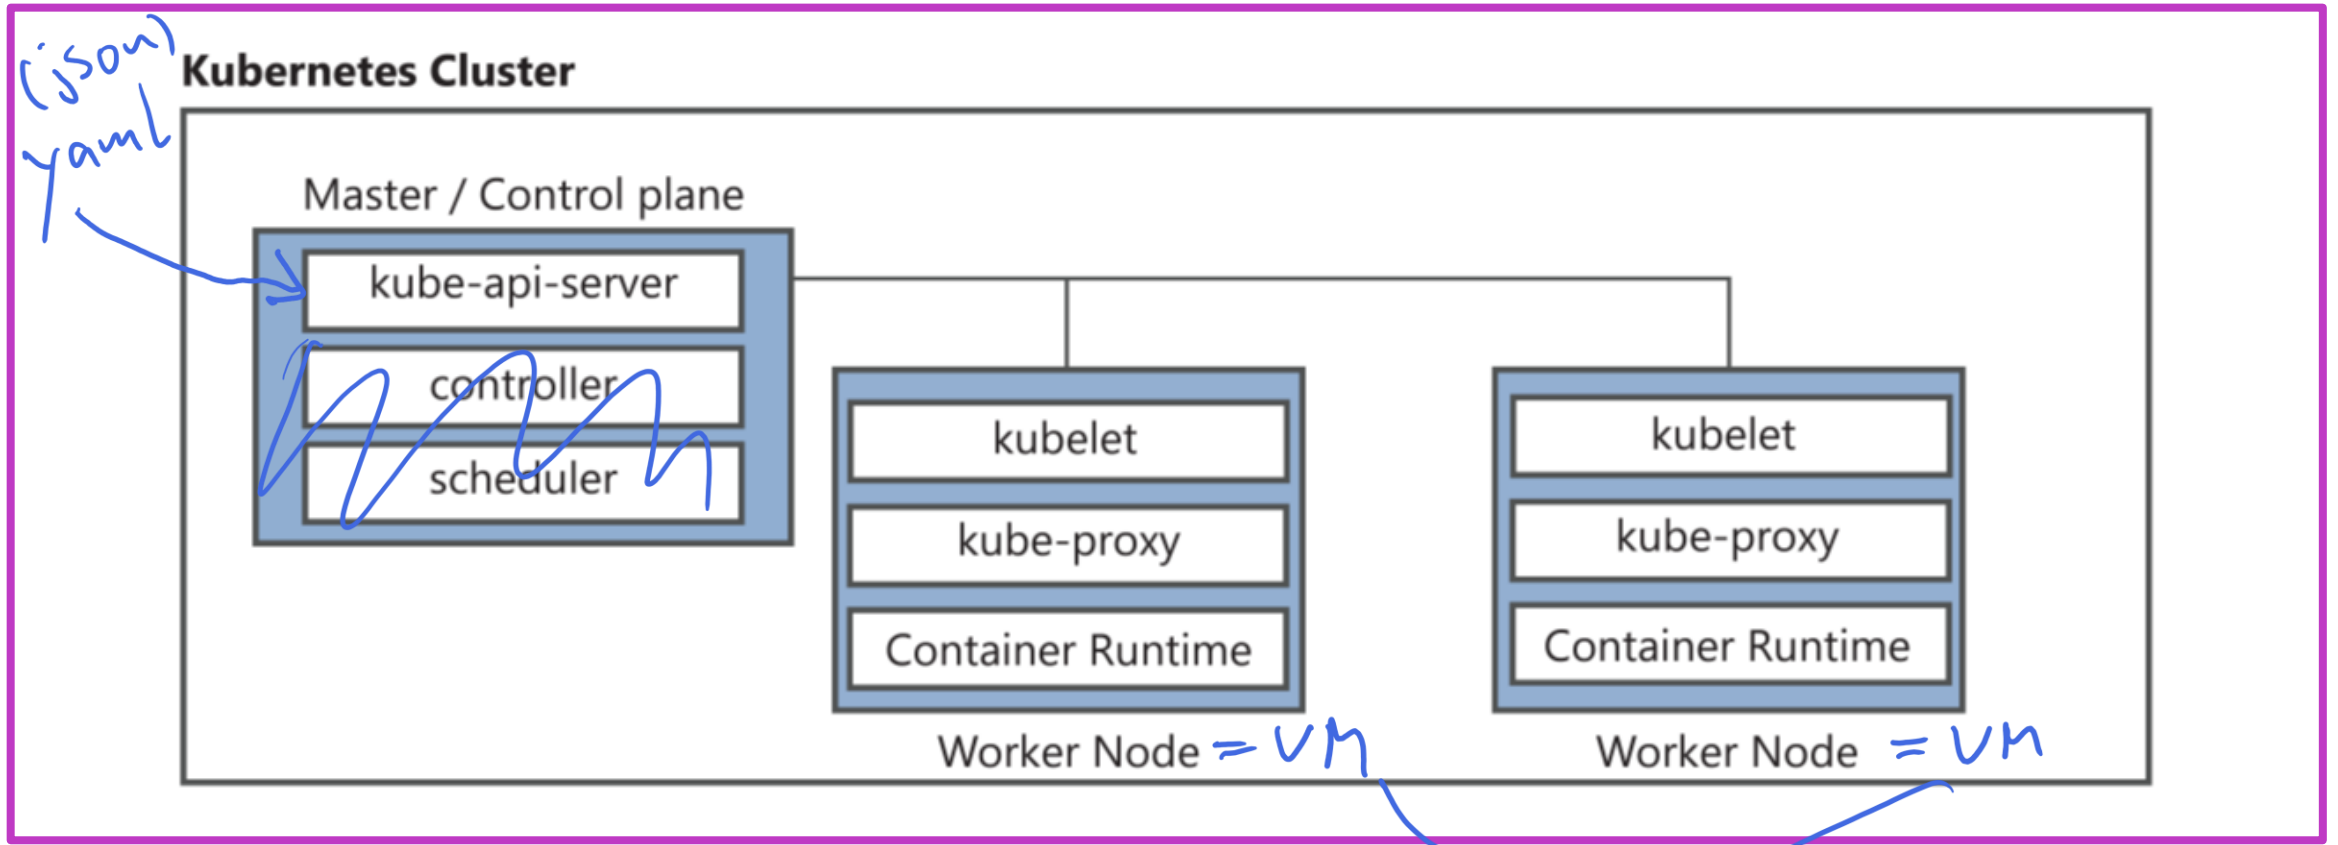 (json)
yaml
Kubernetes Cluster
Master / Control plane
kube-api-server
controller
scheduler
kubelet
kube-proxy
Container Runtime
Worker Node = VM
kubelet
kube-proxy
Container Runtime
Worker Node = VM